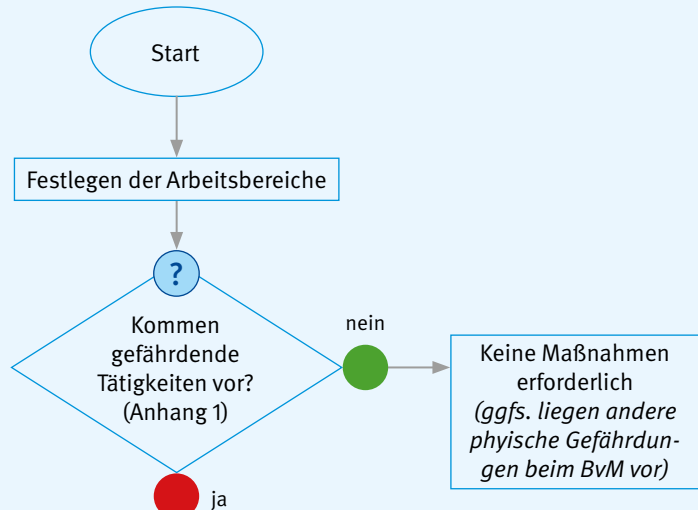 Start
Festlegen der Arbeitsbereiche
?
Kommen
gefährdende
Tätigkeiten vor?
(Anhang 1)
nein
Keine Maßnahmen
erforderlich
(ggfs. liegen andere
phyische Gefährdun-
gen beim BvM vor)
ja